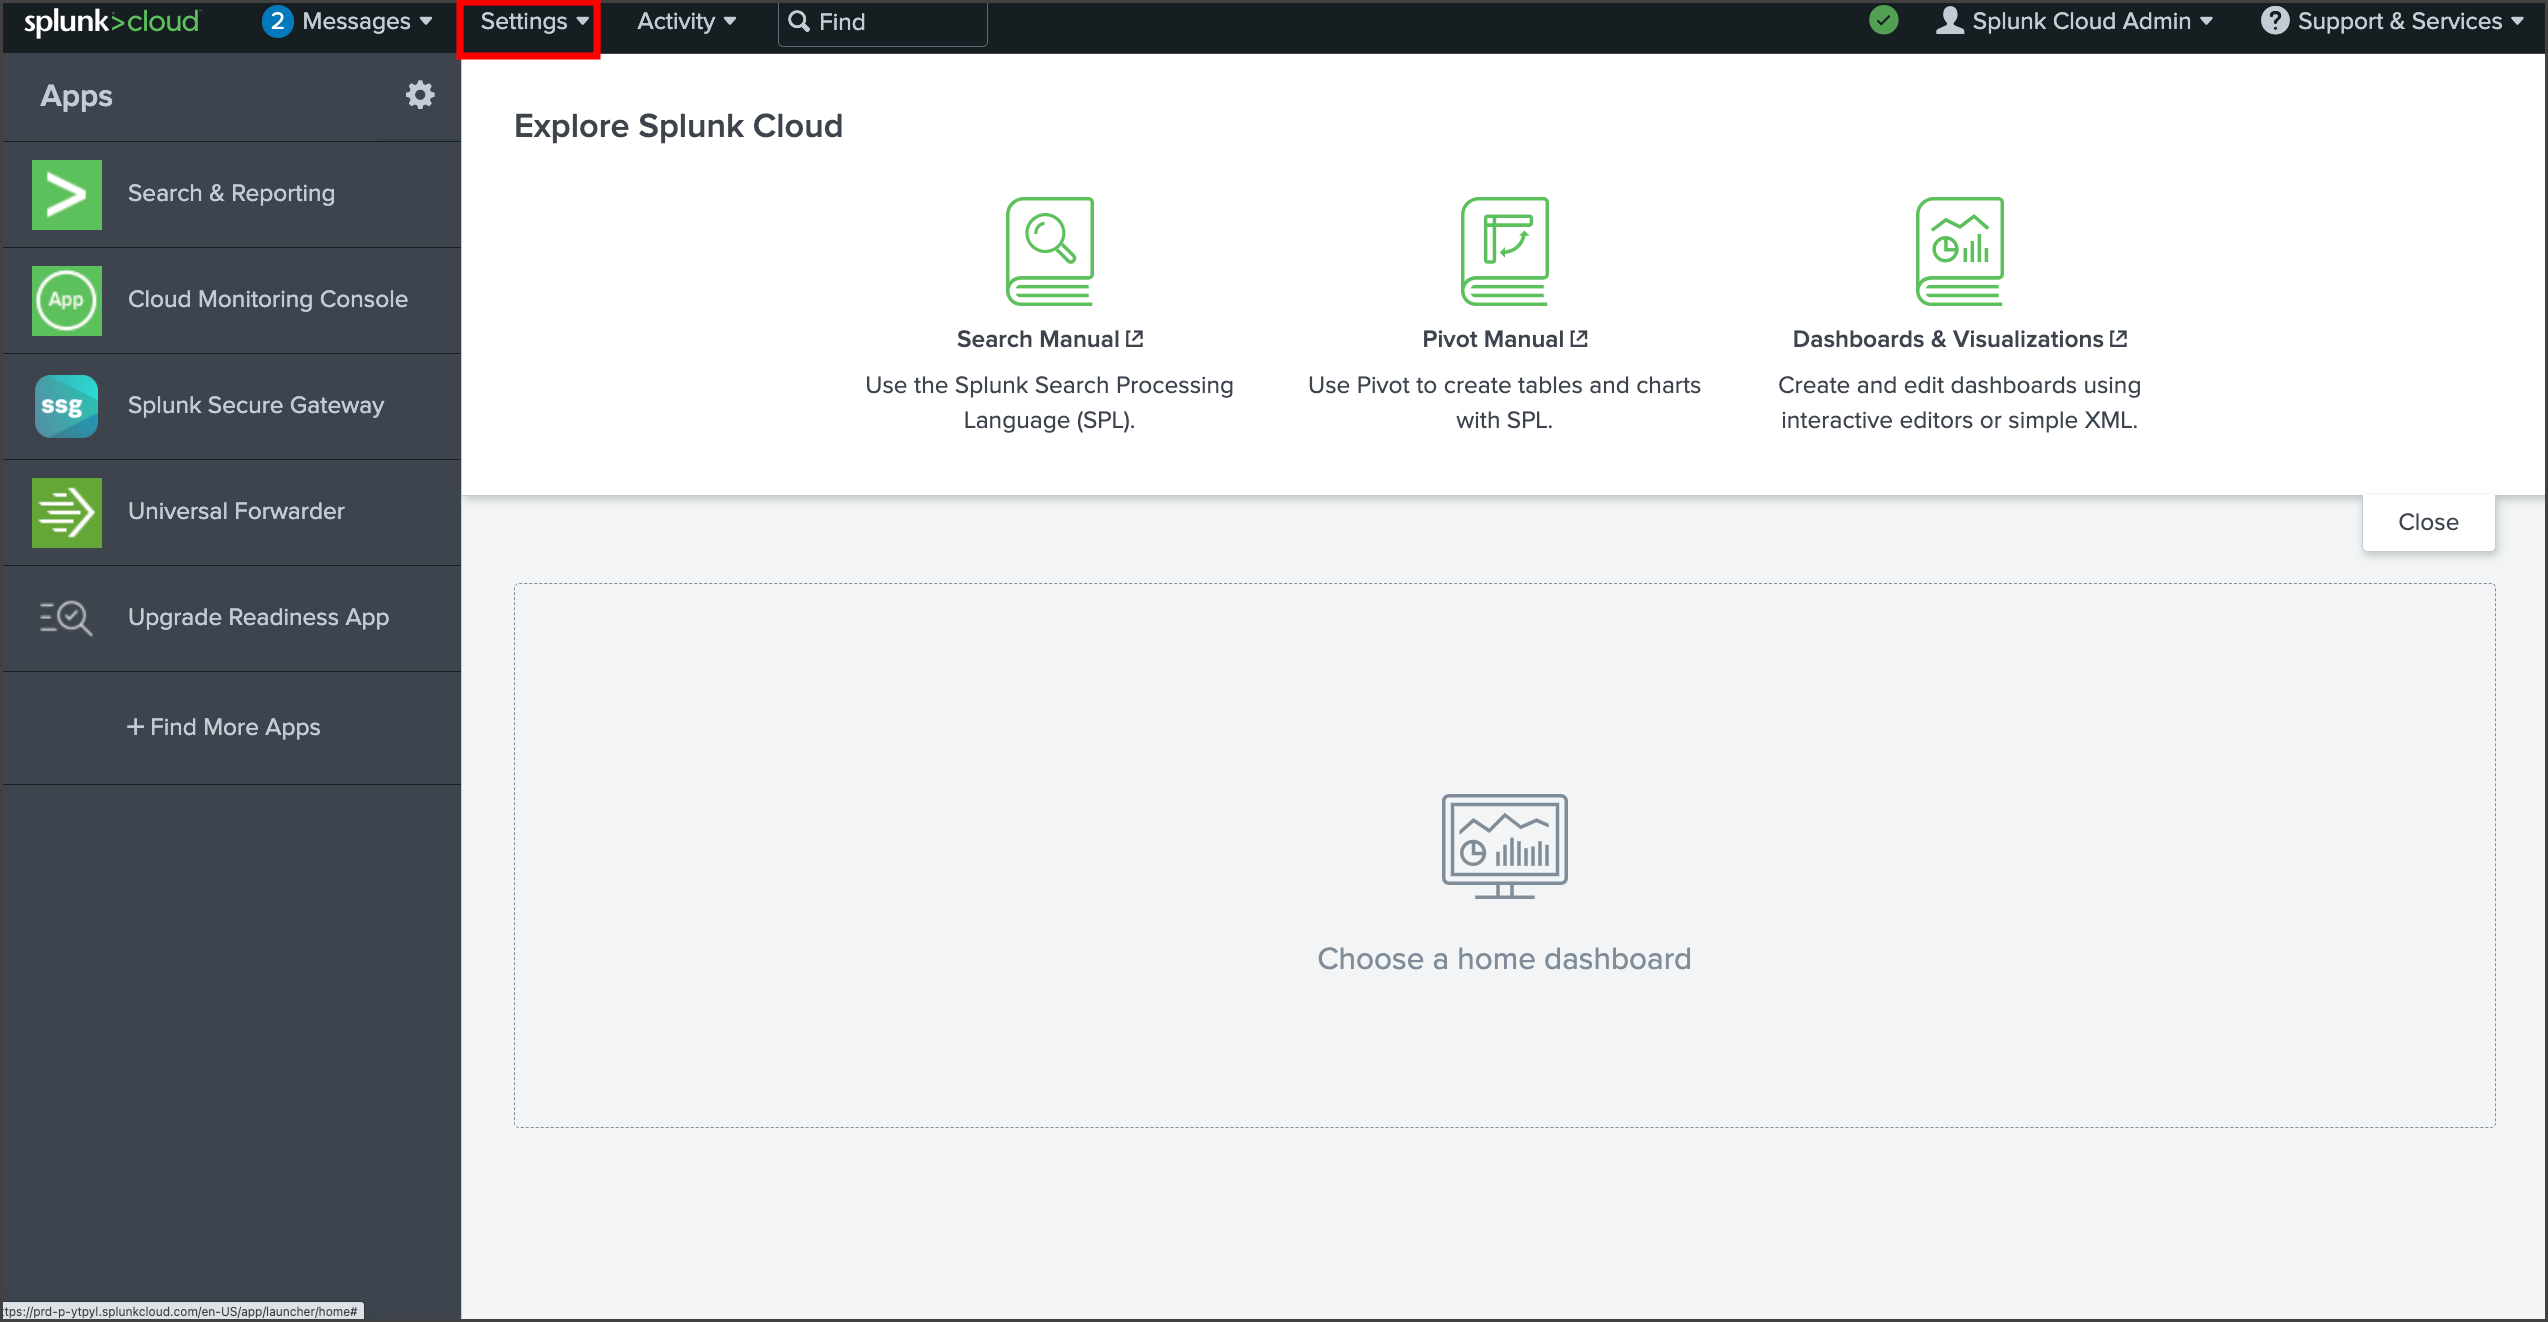 splunk>cloud
2 Messages Settings Activity Find Splunk Cloud Admin ? Support & Services
Apps
Search & Reporting
App Cloud Monitoring Console
ssg Splunk Secure Gateway
Universal Forwarder
Upgrade Readiness App
+ Find More Apps
Explore Splunk Cloud
Search Manual
Use the Splunk Search Processing
Language (SPL).
Pivot Manual
Use Pivot to create tables and charts
with SPL.
Dashboards & Visualizations
Create and edit dashboards using
interactive editors or simple XML.
Close
Choose a home dashboard
tps://prd-p-ytpyl.splunkcloud.com/en-US/app/launcher/home#